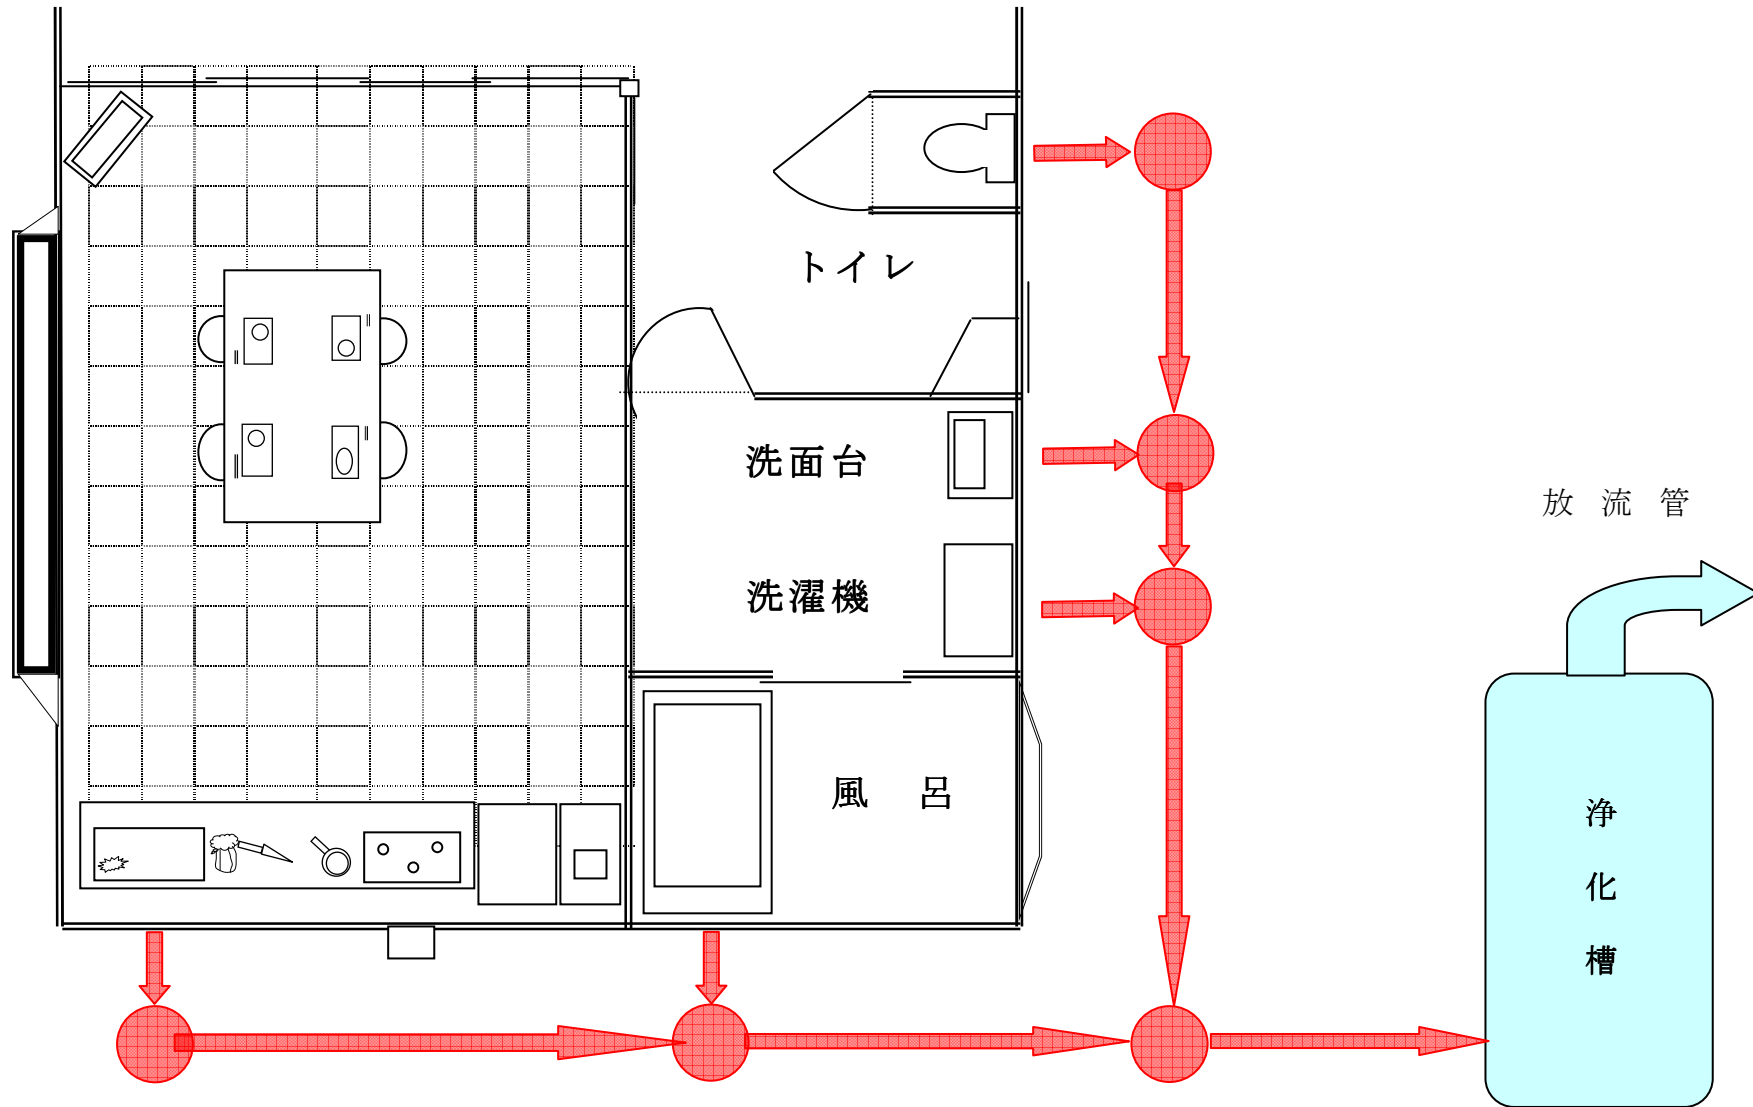 トイレ
洗面台
洗濯機
風 呂
放 流 管
浄
化
槽